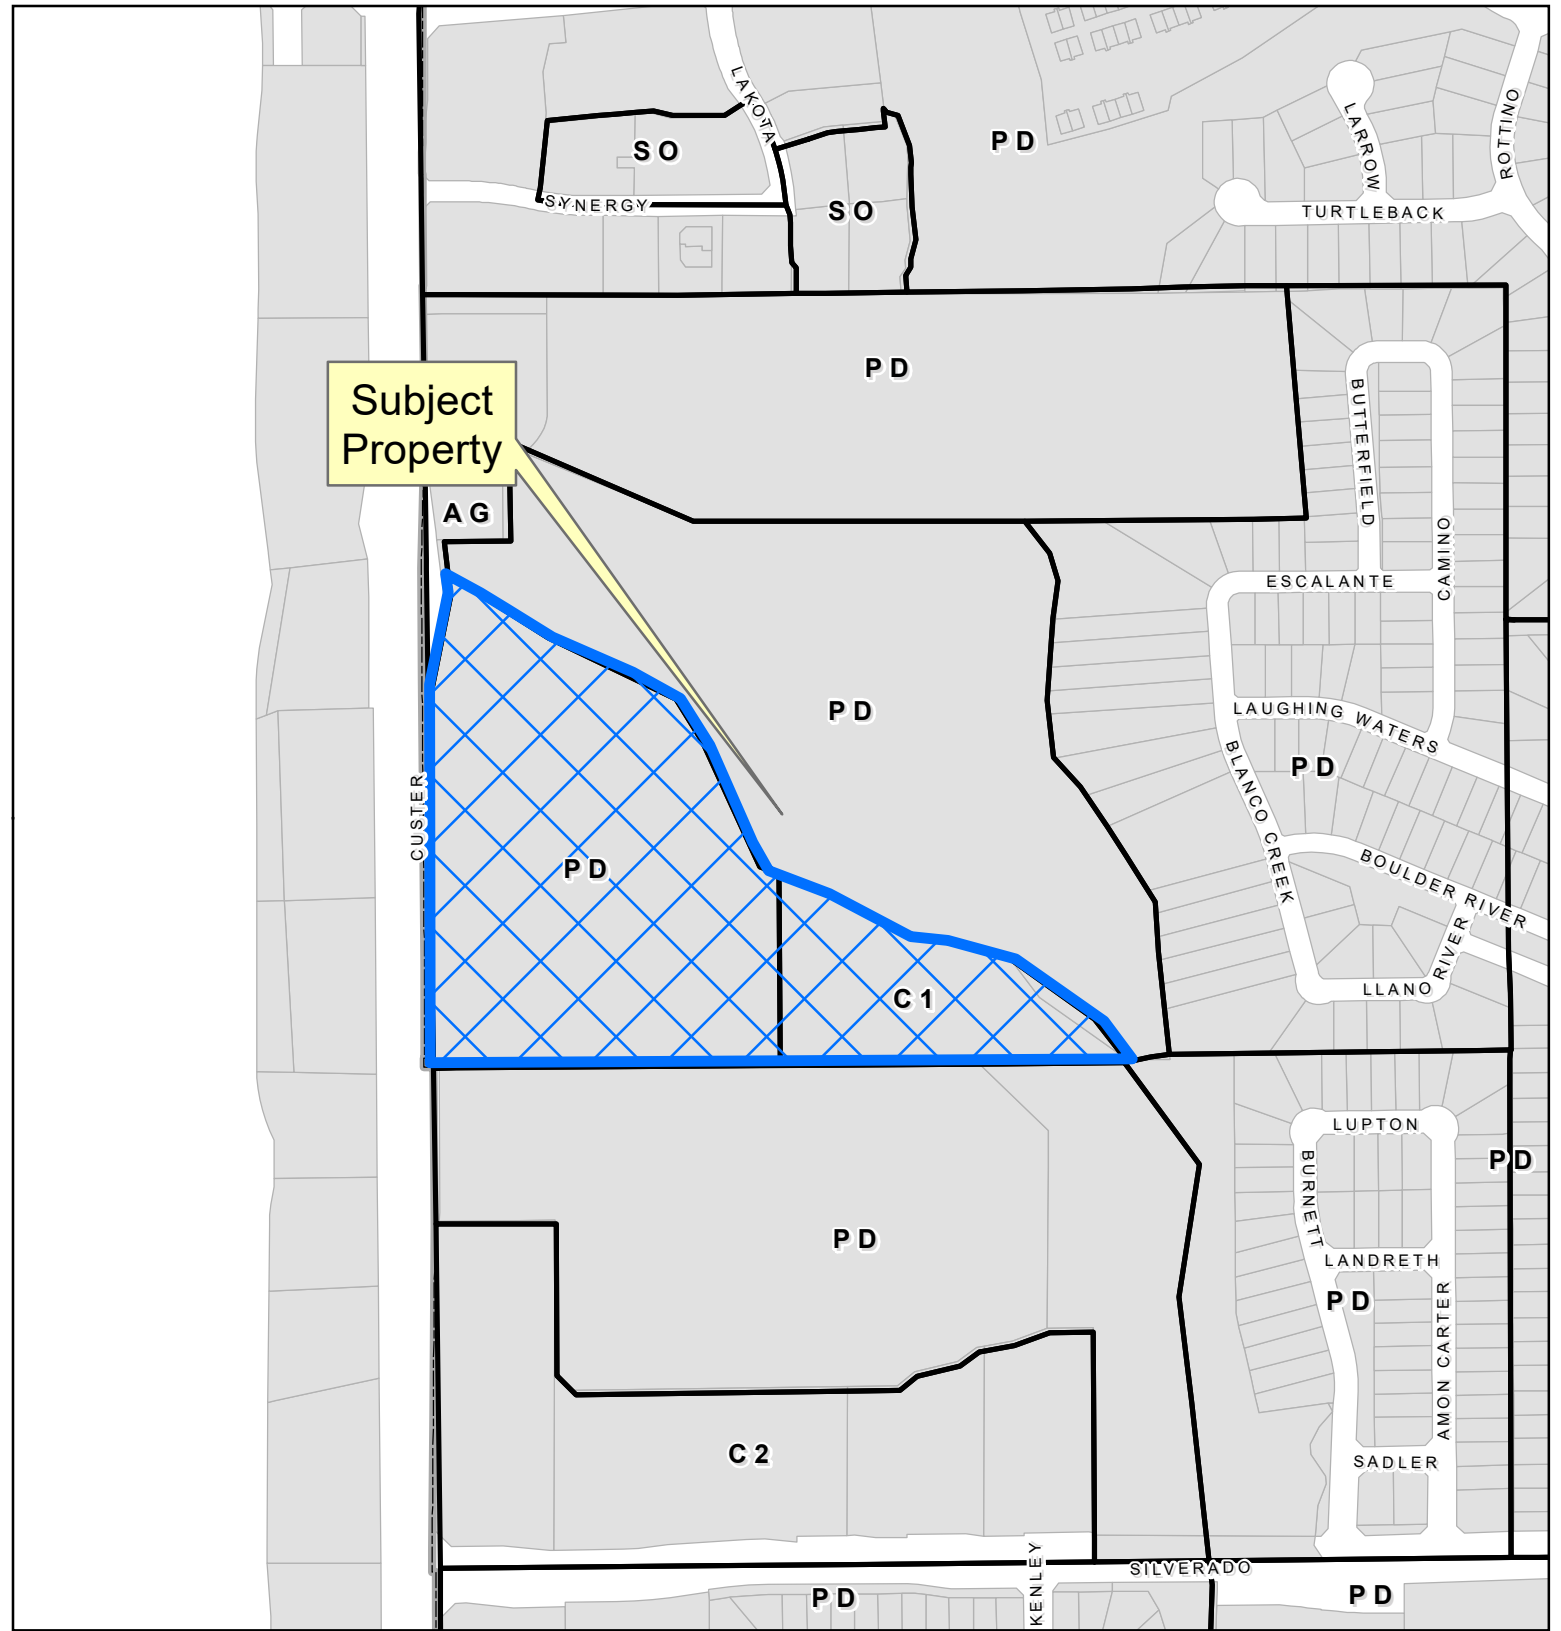 LAKOTA
LARROW
ROTTINO
PD
SO
SYNERGY
SO
TURTLEBACK
PD
Subject
Property
BUTTERFIELD
AG
CAMINO
ESCALANTE
LAUGHING WATERS
PD
BLANCO CREEK
PD
CUSTER
PD
BOULDER RIVER
RIVER
LLANO
C1
LUPTON
BURNETT
PD
PD
LANDRETH
PD
AMON CARTER
C2
SADLER
KENLEY
SILVERADO
PD
PD